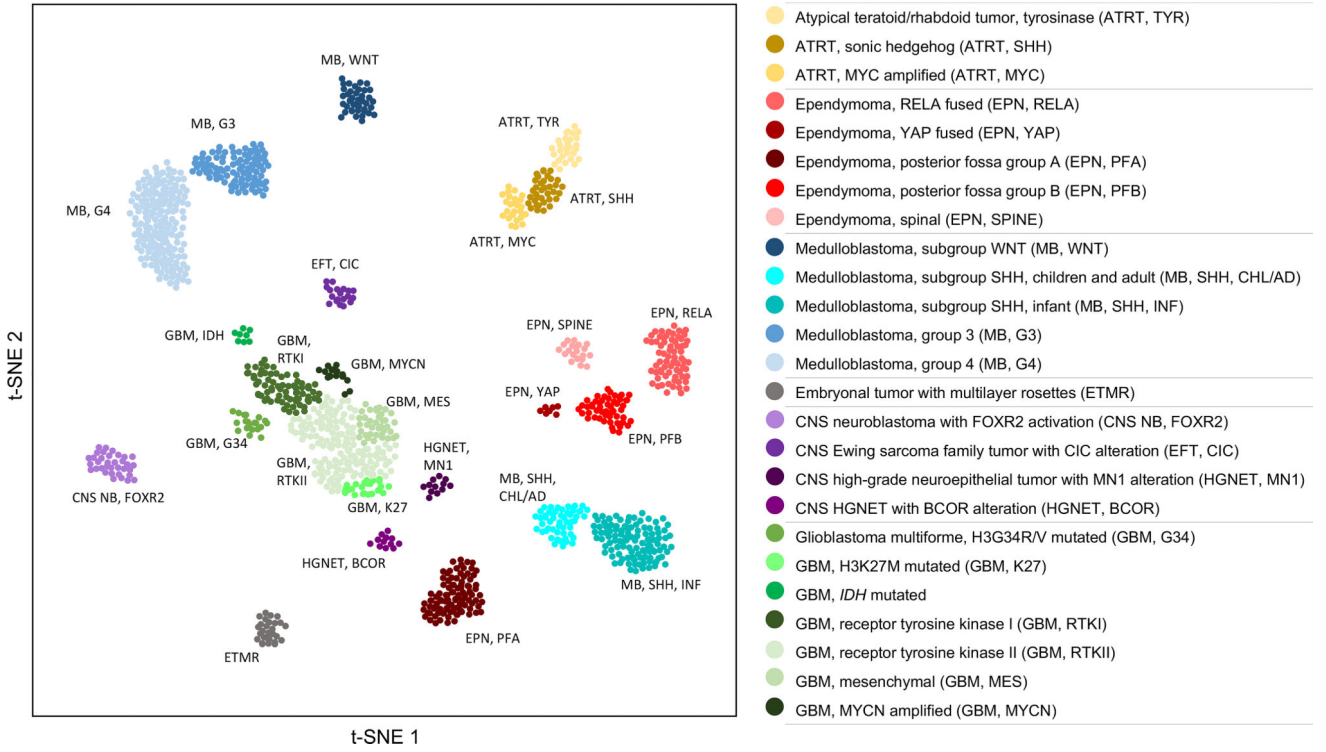 MB, WNT
MB, G3
ATRT, TYR
MB, G4
ATRT, SHH
ATRT, MYC
EFT, CIC
EPN, RELA
EPN, SPINE
GBM, IDH
GBM,
RTKI
GBM, MYCN
EPN, YAP
GBM, MES
EPN, PFB
GBM, G34
HGNET,
MN1
GBM,
RTKII
MB, SHH,
CHL/AD
CNS NB, FOXR2
GBM, K27
HGNET, BCOR
MB, SHH, INF
EPN, PFA
ETMR
t-SNE 2
t-SNE 1
Atypical teratoid/rhabdoid tumor, tyrosinase (ATRT, TYR)
ATRT, sonic hedgehog (ATRT, SHH)
ATRT, MYC amplified (ATRT, MYC)
Ependymoma, RELA fused (EPN, RELA)
Ependymoma, YAP fused (EPN, YAP)
Ependymoma, posterior fossa group A (EPN, PFA)
Ependymoma, posterior fossa group B (EPN, PFB)
Ependymoma, spinal (EPN, SPINE)
Medulloblastoma, subgroup WNT (MB, WNT)
Medulloblastoma, subgroup SHH, children and adult (MB, SHH, CHL/AD)
Medulloblastoma, subgroup SHH, infant (MB, SHH, INF)
Medulloblastoma, group 3 (MB, G3)
Medulloblastoma, group 4 (MB, G4)
Embryonal tumor with multilayer rosettes (ETMR)
CNS neuroblastoma with FOXR2 activation (CNS NB, FOXR2)
CNS Ewing sarcoma family tumor with CIC alteration (EFT, CIC)
CNS high-grade neuroepithelial tumor with MN1 alteration (HGNET, MN1)
CNS HGNET with BCOR alteration (HGNET, BCOR)
Glioblastoma multiforme, H3G34R/V mutated (GBM, G34)
GBM, H3K27M mutated (GBM, K27)
GBM, IDH mutated
GBM, receptor tyrosine kinase I (GBM, RTKI)
GBM, receptor tyrosine kinase II (GBM, RTKII)
GBM, mesenchymal (GBM, MES)
GBM, MYCN amplified (GBM, MYCN)